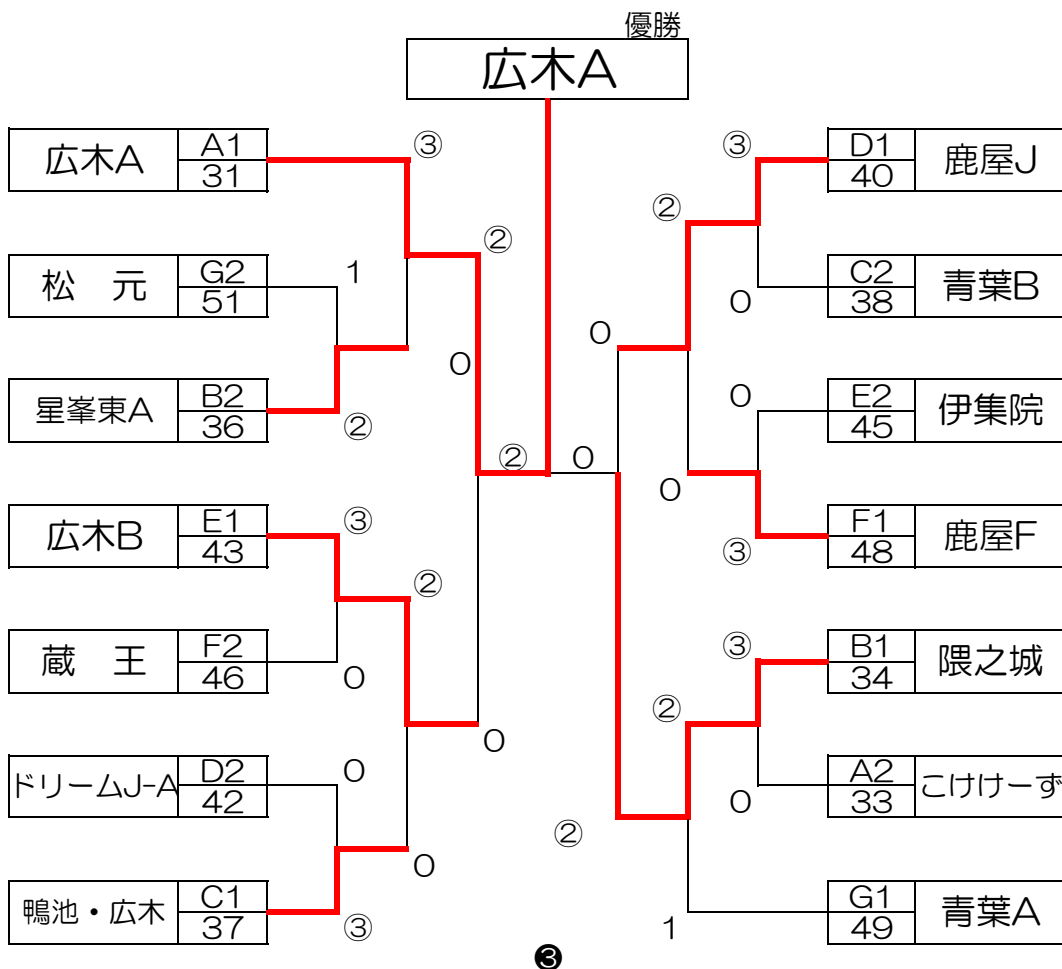 優勝
広木A
広木A A1 31
③
③
D1 40 鹿屋J
②
②
松　元 G2 51
1
C2 38 青葉B
0
0
0
星峯東A B2 36
②
0
E2 45 伊集院
②
0
0
広木B E1 43
③
③
F1 48 鹿屋F
②
蔵　王 F2 46
0
③
B1 34 隈之城
②
0
ドリームJ-A D2 42
0
0
A2 33 こけけーず
②
0
鴨池・広木 C1 37
③
1
G1 49 青葉A
❸